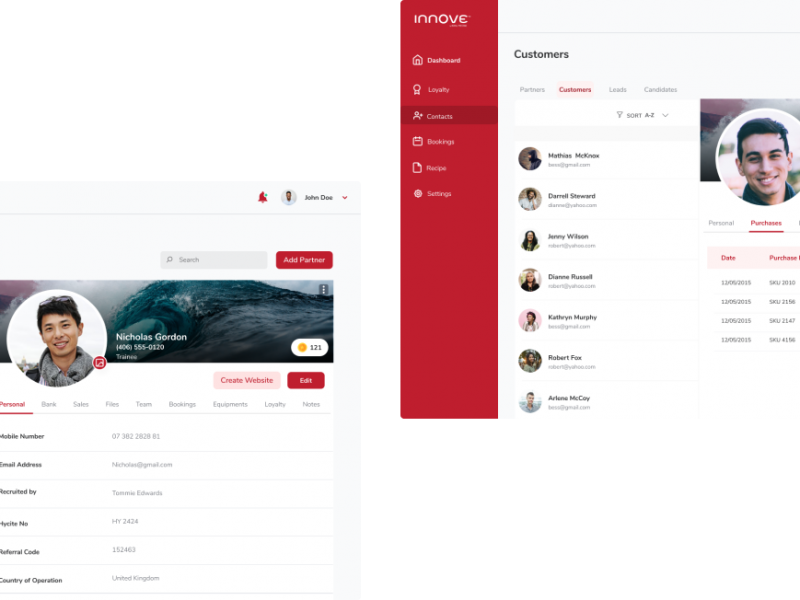 John Doe
Search
Add Partner
Nicholas Gordon
(406) 555-0120
Trainee
121
Create Website
Edit
Personal Bank Sales Files Team Bookings Equipments Loyalty Notes
Mobile Number 07 382 2828 81
Email Address Nicholas@gmail.com
Recruited by Tommie Edwards
Hycite No HY 2424
Referral Code 152463
Country of Operation United Kingdom
INNOVE
Dashboard
Loyalty
Contacts
Bookings
Recipe
Settings
Customers
Partners Customers Leads Candidates
SORT A-Z
Mathias McKnox
boss@gmail.com
Darrell Steward
dianne@yahoo.com
Jenny Wilson
robert@yahoo.com
Dianne Russell
robert@yahoo.com
Kathryn Murphy
boss@gmail.com
Robert Fox
robert@yahoo.com
Arlene McCoy
boss@gmail.com
Personal Purchases
Date Purchase
12/05/2015 SKU 2010
12/05/2015 SKU 2156
12/05/2015 SKU 2147
12/05/2015 SKU 4156